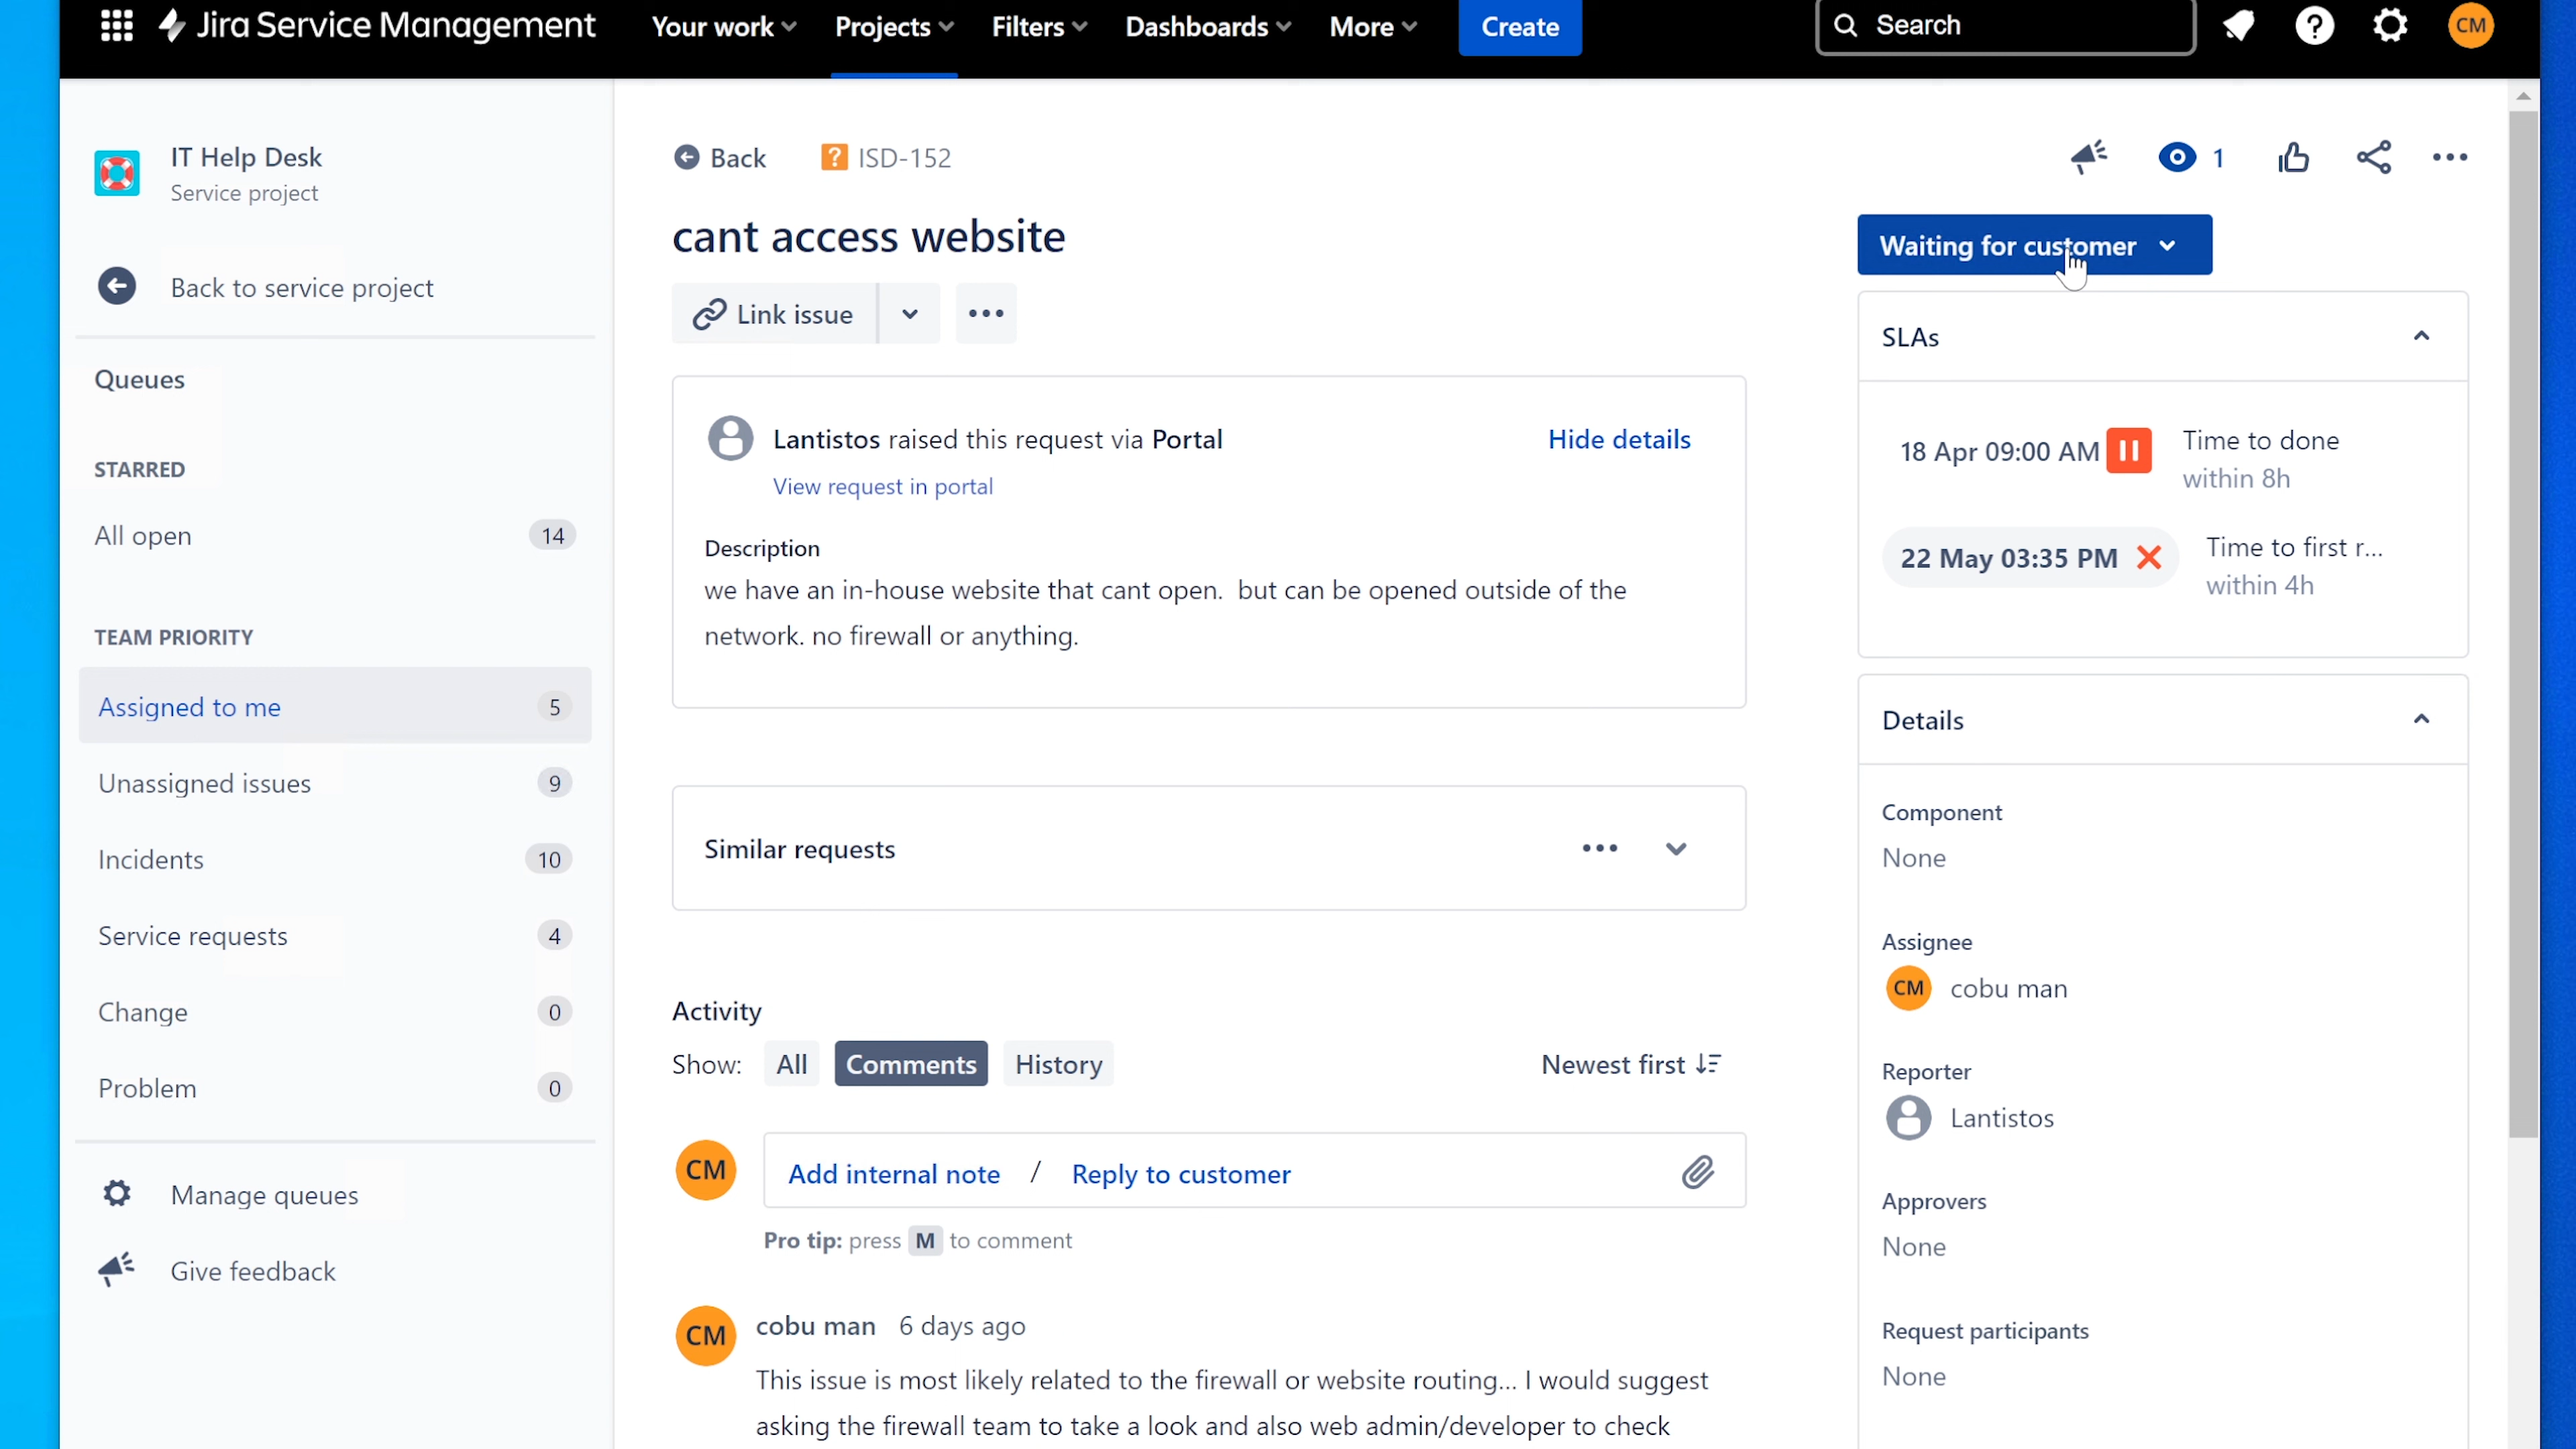 Jira Service Management Your work Projects Filters Dashboards More Create Search CM
IT Help Desk
Service project
Back to service project
Queues
STARRED
All open 14
TEAM PRIORITY
Assigned to me 5
Unassigned issues 9
Incidents 10
Service requests 4
Change 0
Problem 0
Manage queues
Give feedback
Back ? ISD-152
1
cant access website
Link issue
Lantistos raised this request via Portal Hide details
View request in portal
Description
we have an in-house website that cant open. but can be opened outside of the
network. no firewall or anything.
Similar requests
Activity
Show: All Comments History Newest first
CM Add internal note / Reply to customer
Pro tip: press M to comment
CM cobu man 6 days ago
This issue is most likely related to the firewall or website routing... I would suggest
asking the firewall team to take a look and also web admin/developer to check
Waiting for customer
SLAs
18 Apr 09:00 AM Time to done
within 8h
22 May 03:35 PM Time to first r...
within 4h
Details
Component
None
Assignee
CM cobu man
Reporter
Lantistos
Approvers
None
Request participants
None